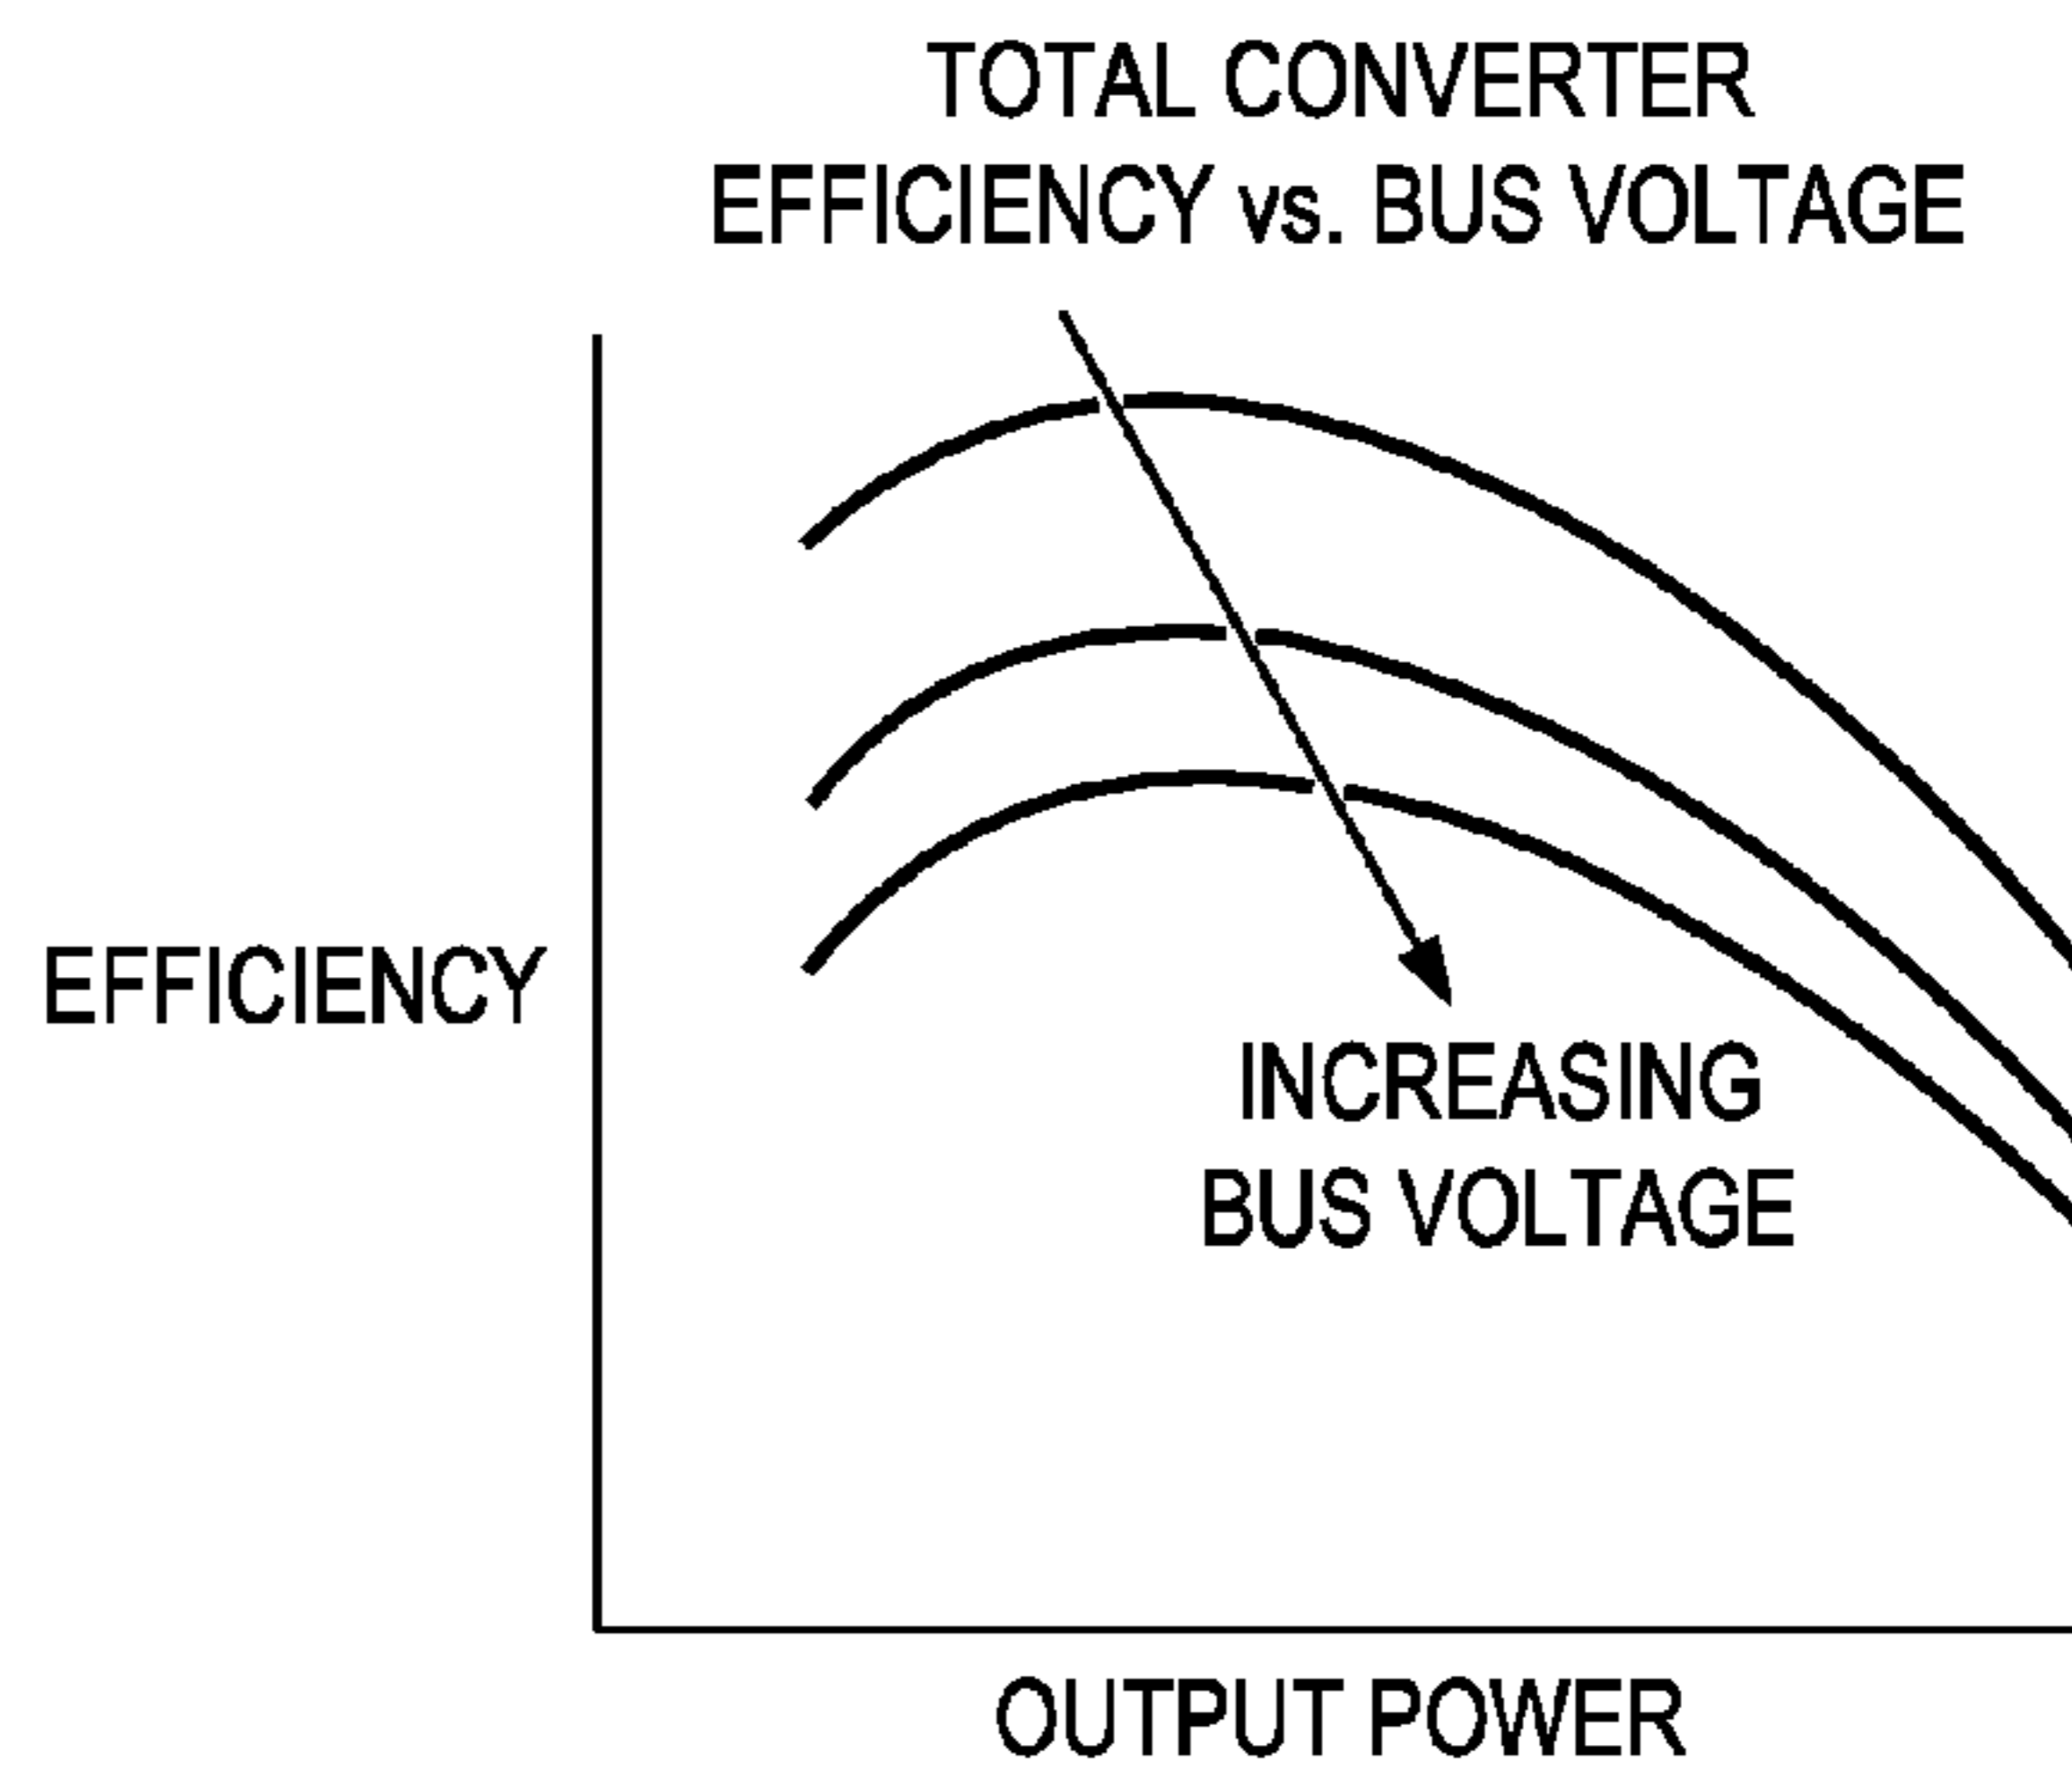 TOTAL CONVERTER
EFFICIENCY vs. BUS VOLTAGE
EFFICIENCY
INCREASING
BUS VOLTAGE
OUTPUT POWER